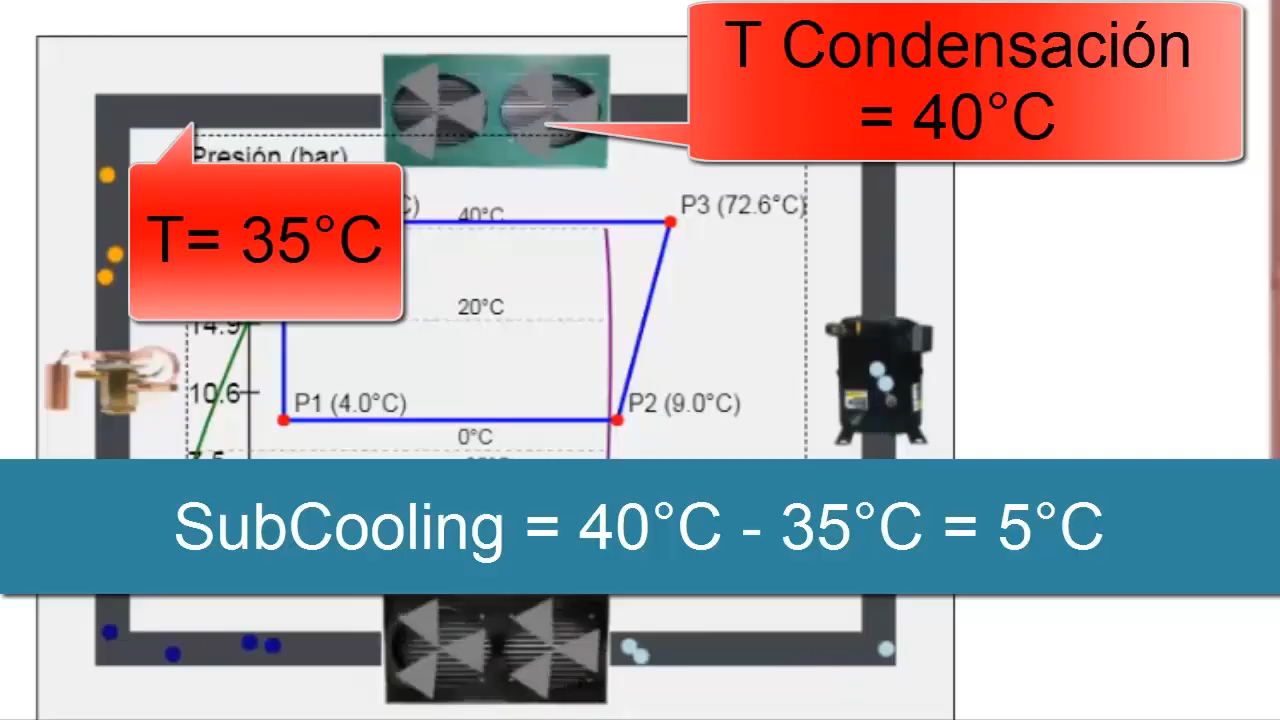 T Condensación
= 40°C
Presión (bar)
T= 35°C
C)
40°C
P3 (72.6°C)
20°C
14.9
10.6
P1 (4.0°C)
P2 (9.0°C)
0°C
SubCooling = 40°C - 35°C = 5°C